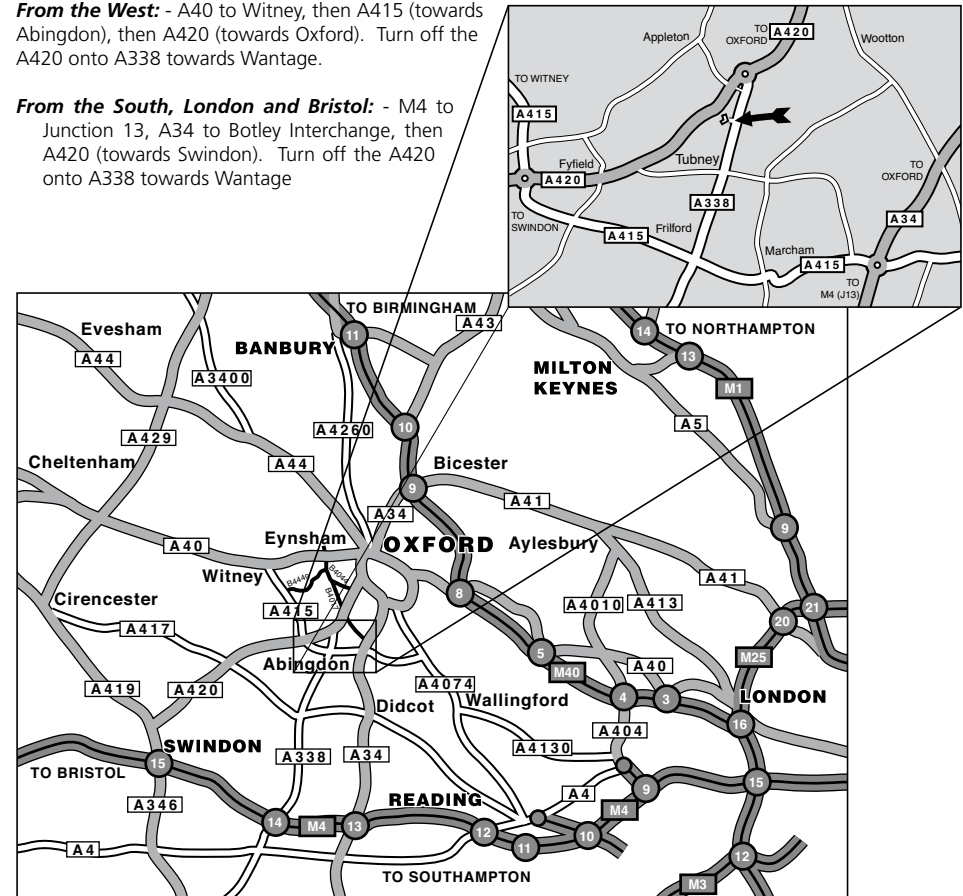 From the West: - A40 to Witney, then A415 (towards
Abingdon), then A420 (towards Oxford). Turn off the
A420 onto A338 towards Wantage.
From the South, London and Bristol: - M4 to
Junction 13, A34 to Botley Interchange, then
A420 (towards Swindon). Turn off the A420
onto A338 towards Wantage
Appleton
TO
OXFORD
A420
Wootton
TO WITNEY
A415
Fyfield
A420
Tubney
TO
OXFORD
A338
A34
TO
SWINDON
A415
Frilford
Marcham
A415
TO
M4 (J13)
TO BIRMINGHAM
A43
11
14
TO NORTHAMPTON
Evesham
BANBURY
13
A44
MILTON
KEYNES
A3400
M1
A5
10
A4260
A429
Cheltenham
A44
Bicester
9
A41
A34
9
Eynsham
OXFORD
Aylesbury
A40
Witney
B4449
B4044
B4017
A41
8
Cirencester
A415
A4010
A413
21
20
A417
5
M25
Abingdon
A40
M40
A419
A420
A4074
4
3
LONDON
Didcot
Wallingford
16
A404
SWINDON
A338
A34
A4130
15
TO BRISTOL
15
9
A4
A346
READING
M4
14
M4
13
12
10
11
A4
12
TO SOUTHAMPTON
M3